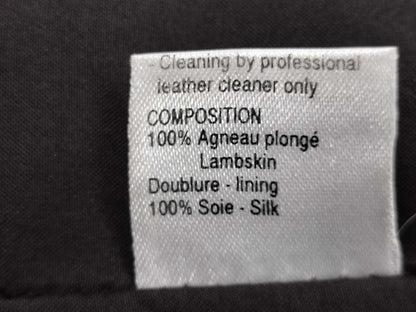 - Cleaning by professional
leather cleaner only
COMPOSITION
100% Agneau plongé
Lambskin
Doublure - lining
100% Soie - Silk